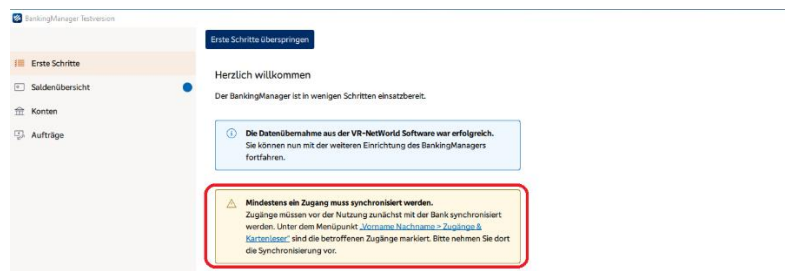 BankingManager Testversion
Erste Schritte überspringen
Erste Schritte
Saldenübersicht
Konten
Aufträge
Herzlich willkommen
Der BankingManager ist in wenigen Schritten einsatzbereit.
Die Datenübernahme aus der VR-NetWorld Software war erfolgreich.
Sie können nun mit der weiteren Einrichtung des BankingManagers
fortfahren.
Mindestens ein Zugang muss synchronisiert werden.
Zugänge müssen vor der Nutzung zunächst mit der Bank synchronisiert
werden. Unter dem Menüpunkt „Vorname Nachname > Zugänge &
Kartenleser" sind die betroffenen Zugänge markiert. Bitte nehmen Sie dort
die Synchronisierung vor.